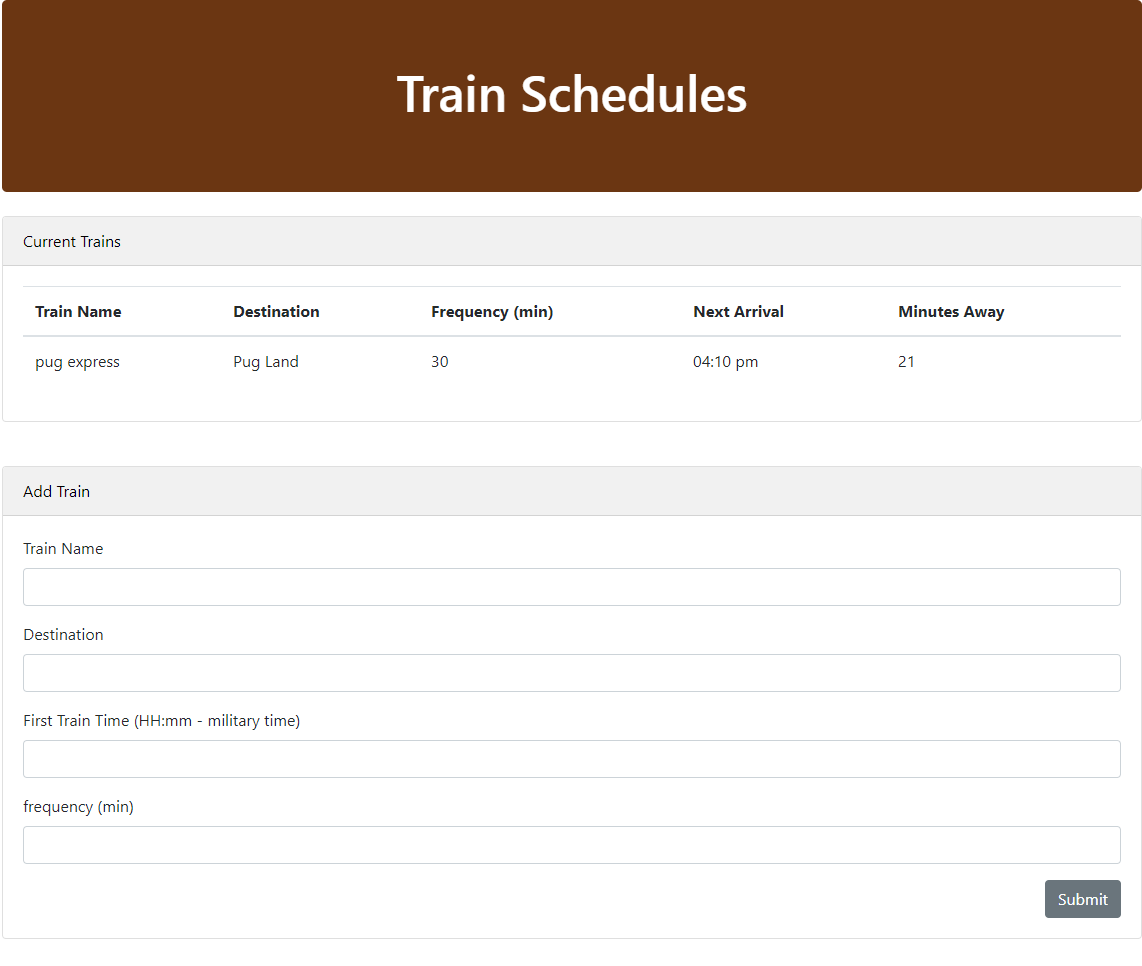 Train Schedules
Current Trains
Train Name Destination Frequency (min) Next Arrival Minutes Away
pug express Pug Land 30 04:10 pm 21
Add Train
Train Name
Destination
First Train Time (HH:mm - military time)
frequency (min)
Submit